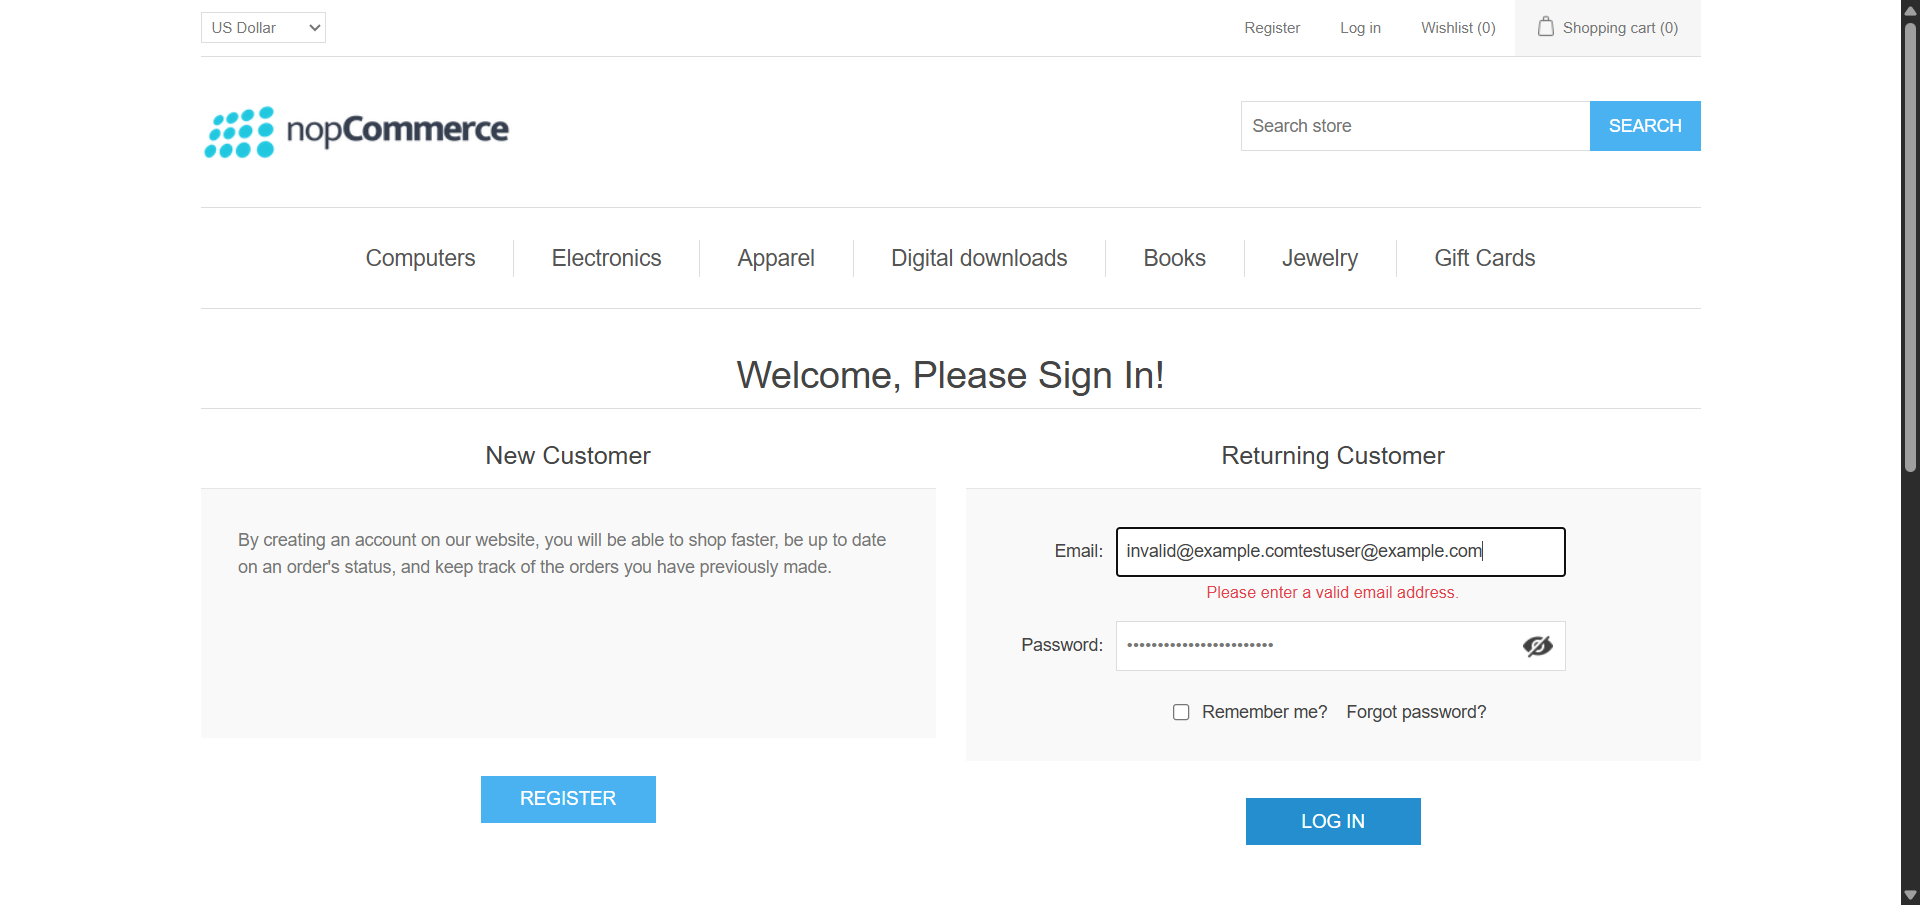 US Dollar
Register Log in Wishlist (0) Shopping cart (0)
nopCommerce
Search store SEARCH
Computers Electronics Apparel Digital downloads Books Jewelry Gift Cards
Welcome, Please Sign In!
New Customer
By creating an account on our website, you will be able to shop faster, be up to date
on an order's status, and keep track of the orders you have previously made.
REGISTER
Returning Customer
Email: invalid@example.comtestuser@example.com
Please enter a valid email address.
Password: ••••••••••••••••••••••••
Remember me? Forgot password?
LOG IN